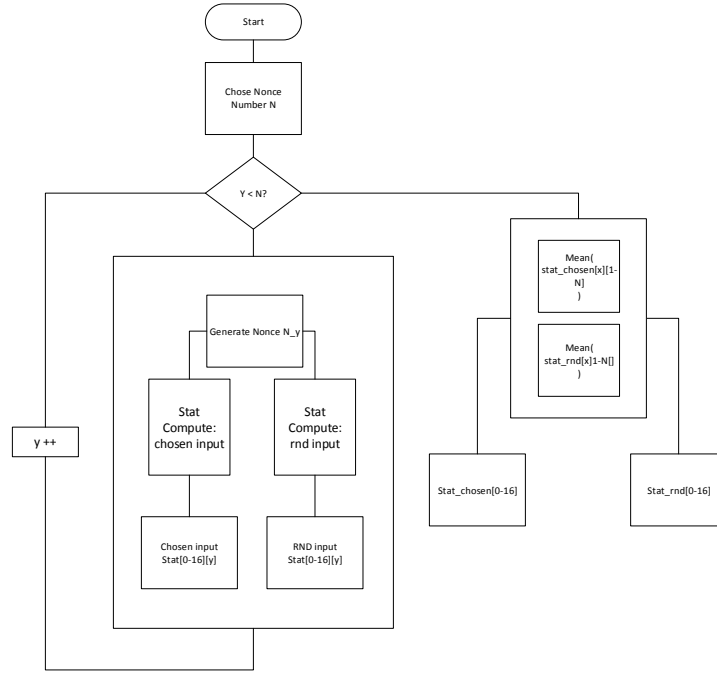 Start
Chose Nonce
Number N
Y < N?
Generate Nonce N_y
Stat
Compute:
chosen input
Stat
Compute:
rnd input
Chosen input
Stat[0-16][y]
RND input
Stat[0-16][y]
y ++
Mean(
stat_chosen[x][1-
N]
)
Mean(
stat_rnd[x]1-N[]
)
Stat_chosen[0-16]
Stat_rnd[0-16]